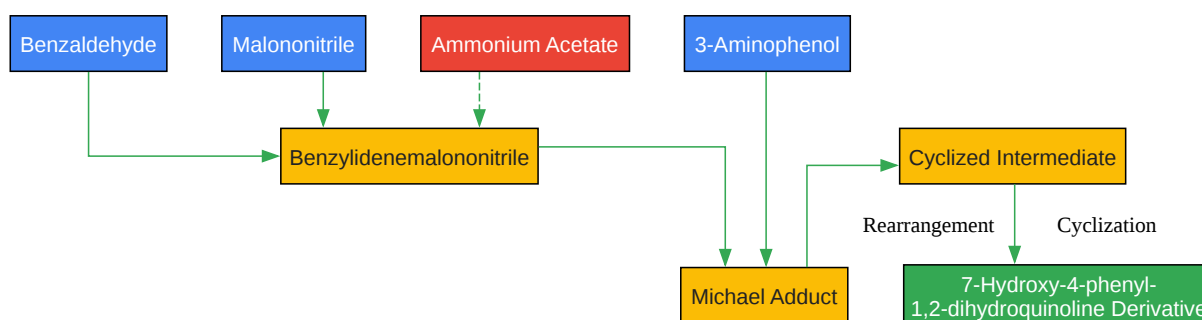 Benzaldehyde
Malononitrile
Ammonium Acetate
3-Aminophenol
Benzylidenemalononitrile
Cyclized Intermediate
Rearrangement
Cyclization
Michael Adduct
7-Hydroxy-4-phenyl-
1,2-dihydroquinoline Derivative